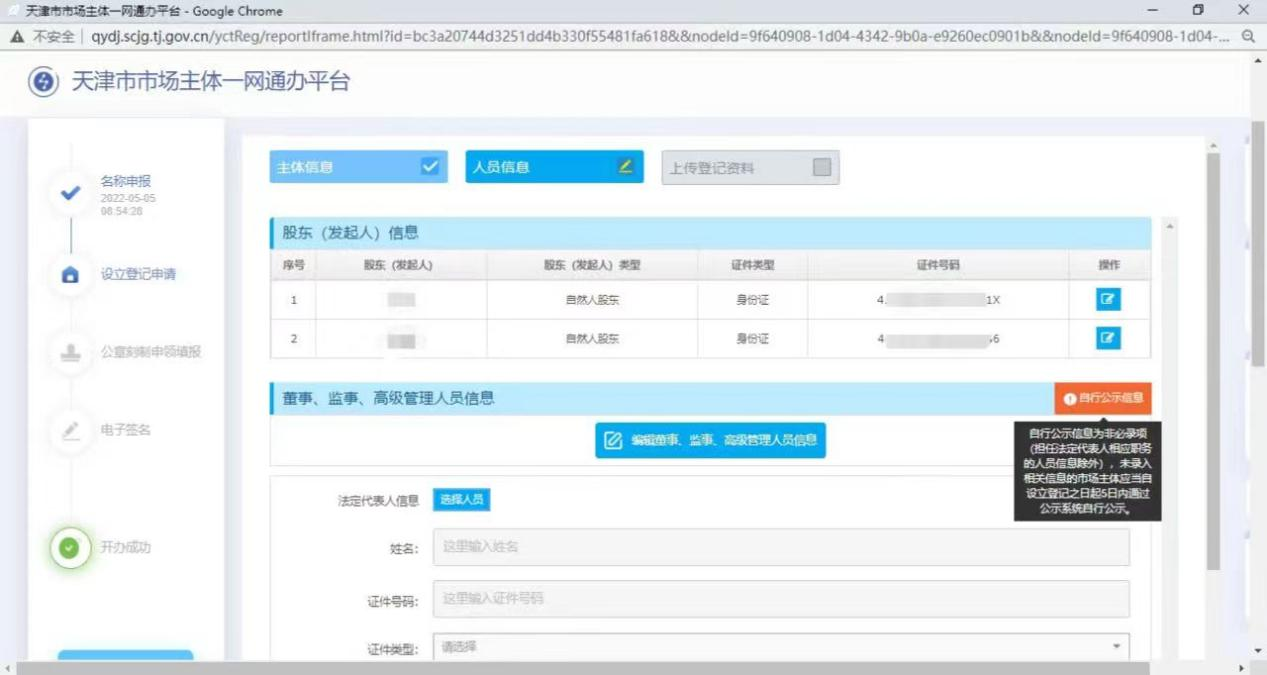 天津市市场主体一网通办平台 - Google Chrome
不安全 | qydj.scjg.tj.gov.cn/yctReg/reportIframe.html?id=bc3a20744d3251dd4b330f55481fa618&&nodeId=9f640908-1d04-4342-9b0a-e9260ec0901b&&nodeId=9f640908-1d04-...
天津市市场主体一网通办平台
名称申报
2022-05-05
08:54:28
设立登记申请
公章刻制申领填报
电子签名
开办成功
主体信息
人员信息
上传登记资料
股东（发起人）信息
序号 股东（发起人） 股东（发起人）类型 证件类型 证件号码 操作
1 自然人股东 身份证 4. 1X
2 自然人股东 身份证 4 6
董事、监事、高级管理人员信息
自行公示信息
编辑董事、监事、高级管理人员信息
自行公示信息为非必录项
（担任法定代表人相应职务
的人员信息除外），未录入
相关信息的市场主体应当自
设立登记之日起5日内通过
公示系统自行公示。
法定代表人信息 选择人员
姓名: 这里输入姓名
证件号码: 这里输入证件号码
证件类型: 请选择